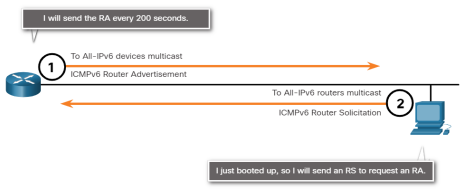 I will send the RA every 200 seconds.
1
To All-IPv6 devices multicast
ICMPv6 Router Advertisement
To All-IPv6 routers multicast
2
ICMPv6 Router Solicitation
I just booted up, so I will send an RS to request an RA.